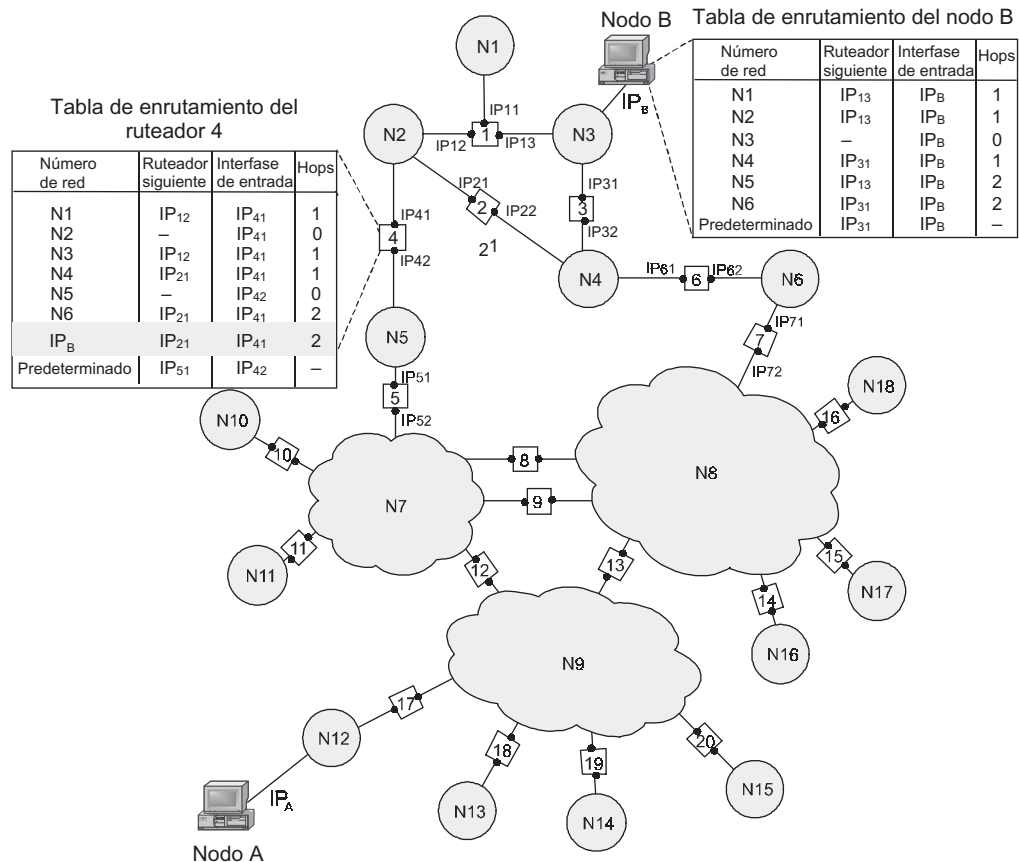 Nodo B
Tabla de enrutamiento del nodo B
Número de red | Ruteador siguiente | Interfase de entrada | Hops
N1 IP13 IPB 1
N2 IP13 IPB 1
N3 – IPB 0
N4 IP31 IPB 1
N5 IP13 IPB 2
N6 IP31 IPB 2
Predeterminado IP31 IPB –
Tabla de enrutamiento del
ruteador 4
Número de red | Ruteador siguiente | Interfase de entrada | Hops
N1 IP12 IP41 1
N2 – IP41 0
N3 IP12 IP41 1
N4 IP21 IP41 1
N5 – IP42 0
N6 IP21 IP41 2
IPB IP21 IP41 2
Predeterminado IP51 IP42 –
N1
IPB
IP11
N2
1
N3
IP12
IP13
IP21
IP31
2
IP22
3
IP41
IP32
4
21
IP42
N4
IP61
6
IP62
N6
IP71
7
IP72
N5
IP51
5
IP52
N10
10
N18
16
8
N8
N7
9
11
N11
12
13
15
N17
14
N16
N9
17
N12
18
19
20
N13
N14
N15
IPA
Nodo A